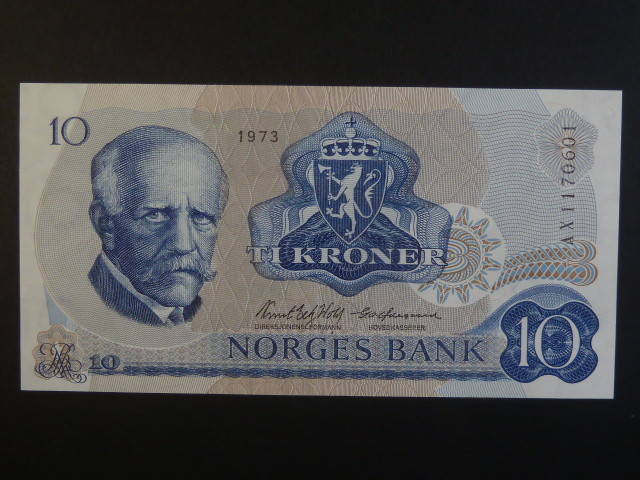 10
1973
AX1170601
TI KRONER
DIREKSJONENS FORMANN HOVEDKASSERER
10
NORGES BANK
10